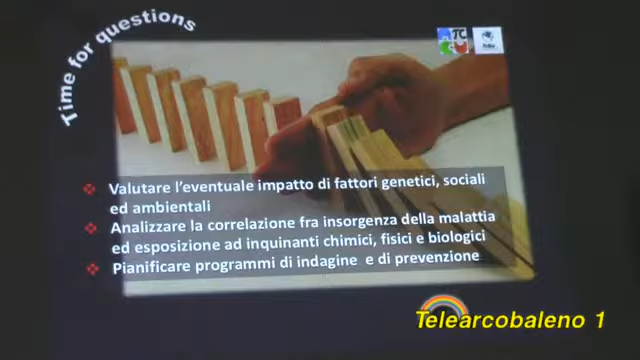 Time for questions
Valutare l'eventuale impatto di fattori genetici, sociali
ed ambientali
Analizzare la correlazione fra insorgenza della malattia
ed esposizione ad inquinanti chimici, fisici e biologici
Pianificare programmi di indagine e di prevenzione
Telearcobaleno 1